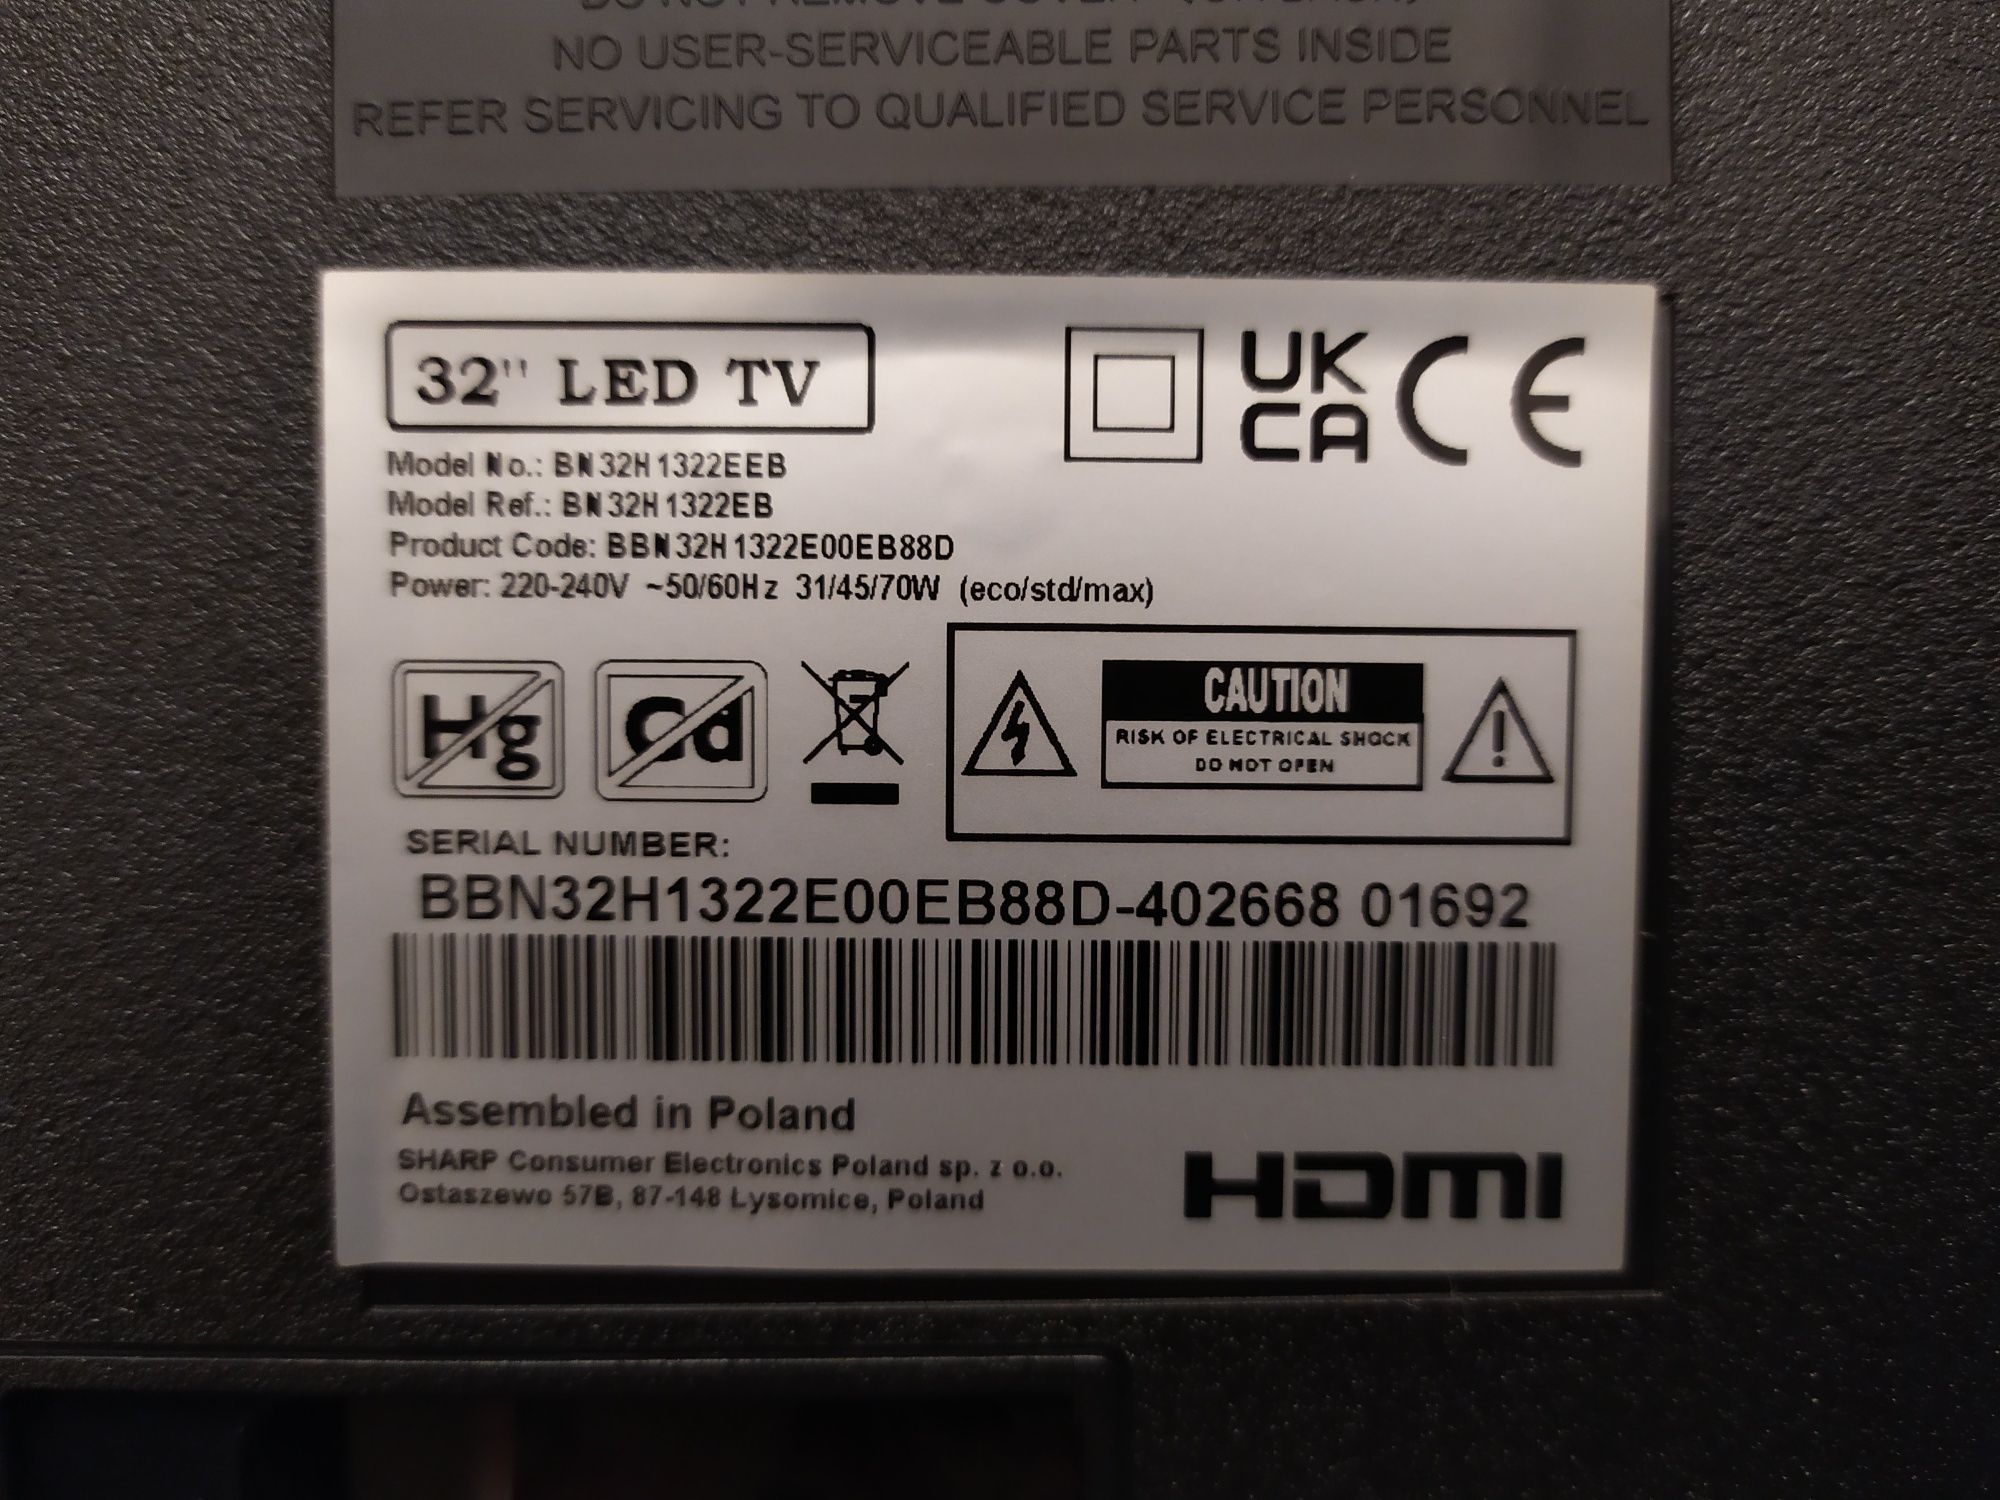 NO USER-SERVICEABLE PARTS INSIDE
REFER SERVICING TO QUALIFIED SERVICE PERSONNEL
32" LED TV
UK
CA
CE
Model No.: BN32H1322EEB
Model Ref.: BN32H1322EB
Product Code: BBN32H1322E00EB88D
Power: 220-240V ~50/60Hz 31/45/70W (eco/std/max)
Hg
Cd
CAUTION
RISK OF ELECTRICAL SHOCK
DO NOT OPEN
SERIAL NUMBER:
BBN32H1322E00EB88D-402668 01692
Assembled in Poland
SHARP Consumer Electronics Poland sp. z o.o.
Ostaszewo 57B, 87-148 Łysomice, Poland
HDMI